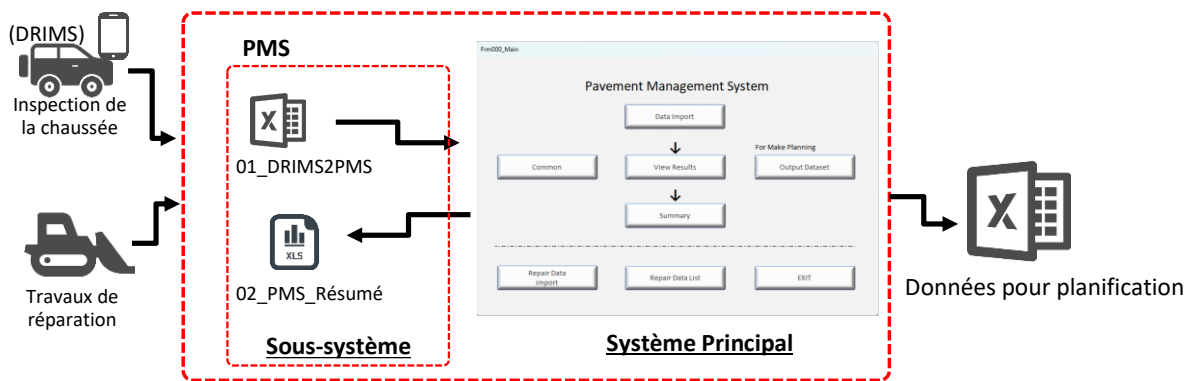 (DRIMS)
Inspection de
la chaussée
Travaux de
réparation
PMS
01_DRIMS2PMS
XLS
02_PMS_Résumé
Sous-système
Frm000_Main
Pavement Management System
Data Import
For Make Planning
Common
View Results
Output Dataset
Summary
Repair Data
import
Repair Data List
EXIT
Système Principal
X
X
Données pour planification